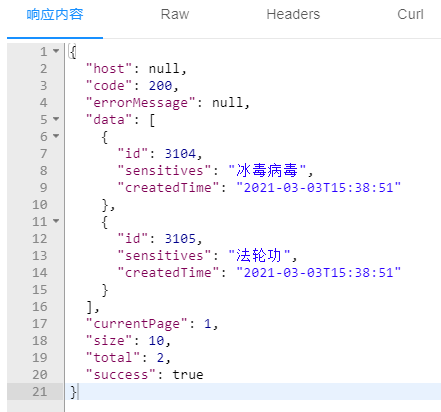 响应内容 Raw Headers Curl
1 {
2 "host": null,
3 "code": 200,
4 "errorMessage": null,
5 "data": [
6 {
7 "id": 3104,
8 "sensitives": "冰毒病毒",
9 "createdTime": "2021-03-03T15:38:51"
10 },
11 {
12 "id": 3105,
13 "sensitives": "法轮功",
14 "createdTime": "2021-03-03T15:38:51"
15 }
16 ],
17 "currentPage": 1,
18 "size": 10,
19 "total": 2,
20 "success": true
21 }